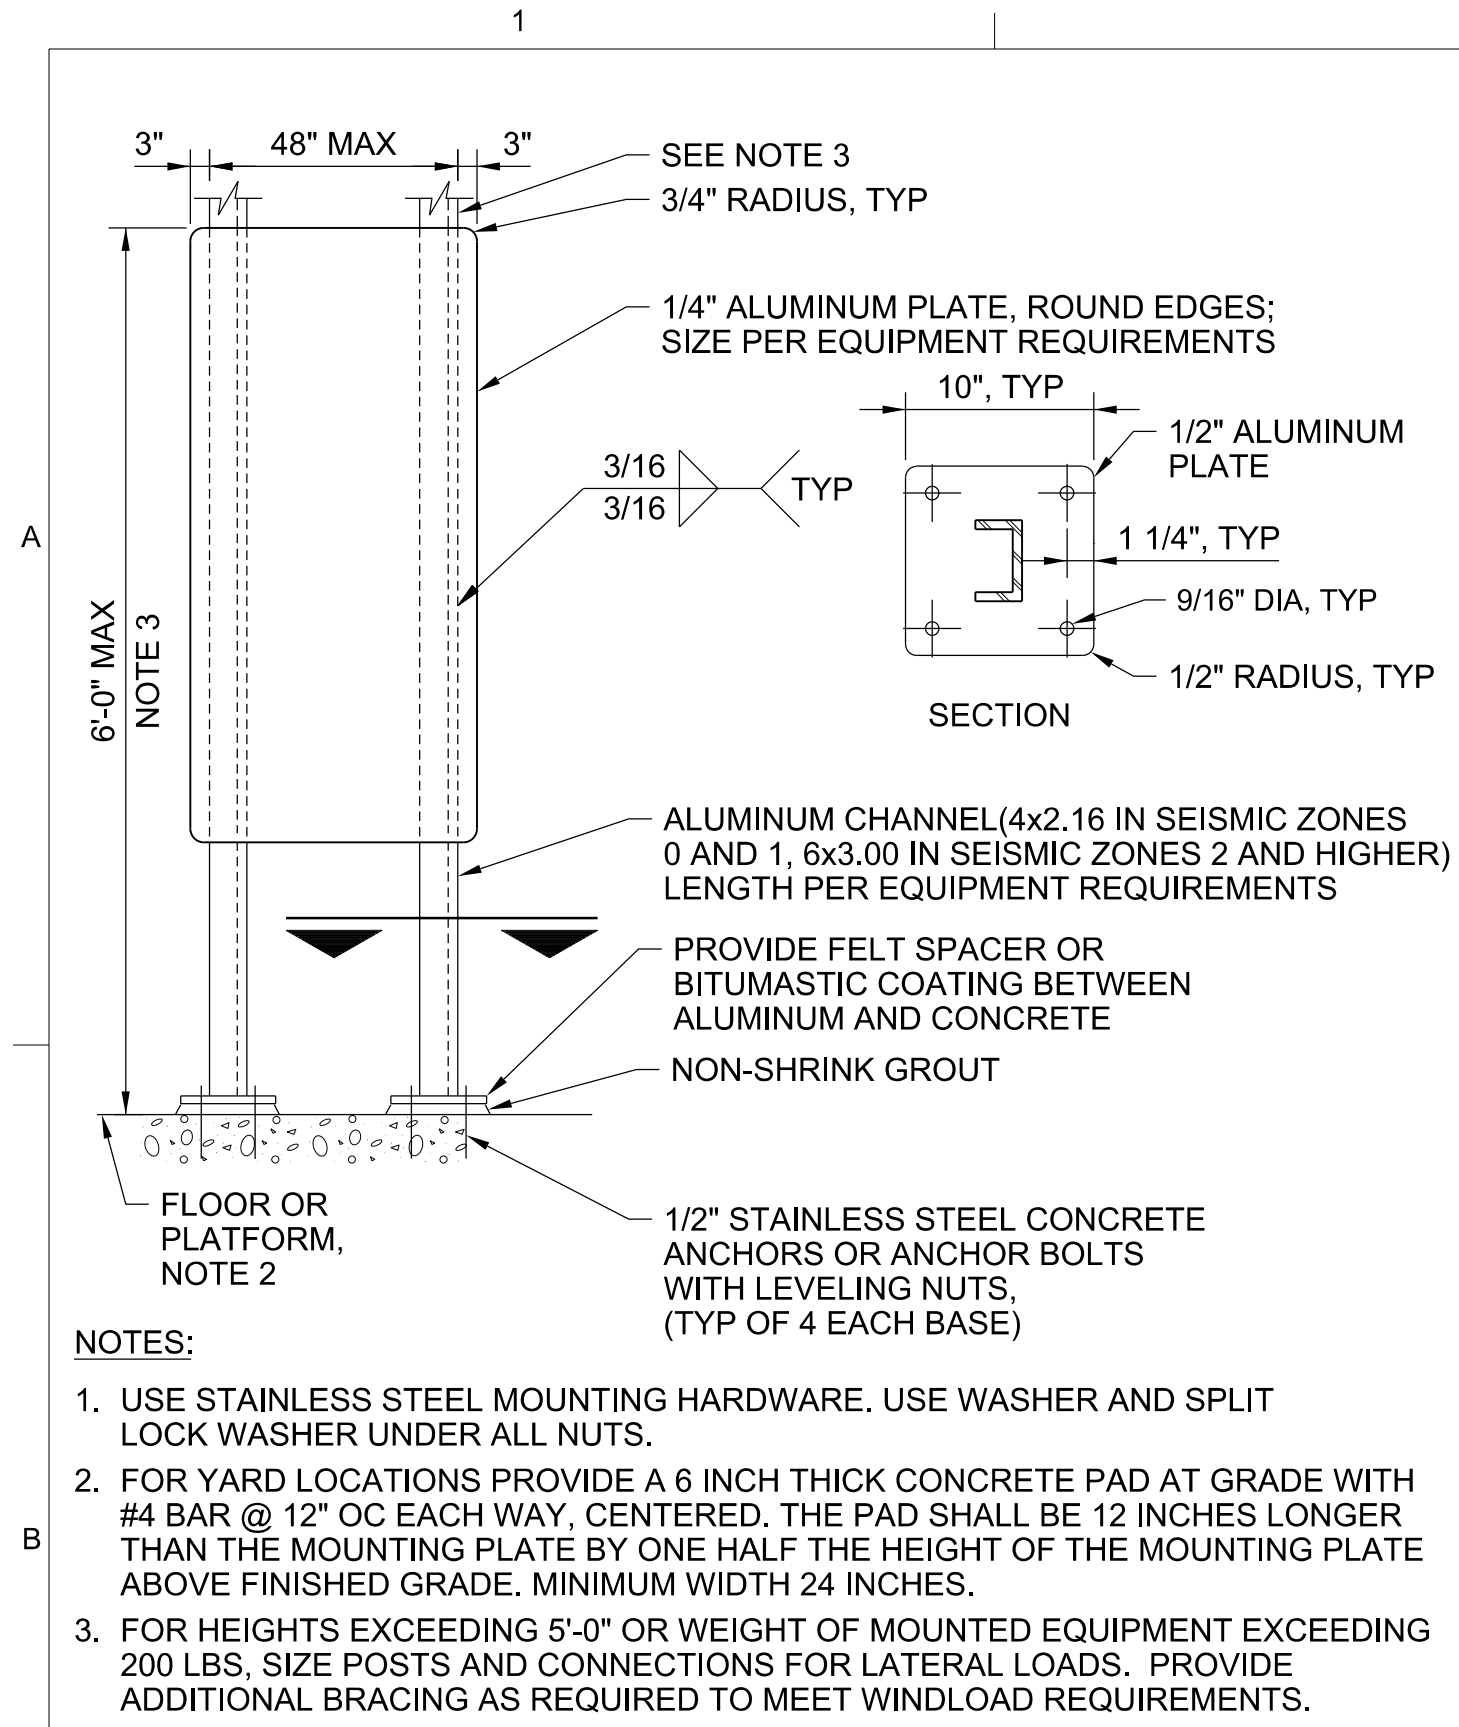 1
3"
48" MAX
3"
SEE NOTE 3
3/4" RADIUS, TYP
1/4" ALUMINUM PLATE, ROUND EDGES;
SIZE PER EQUIPMENT REQUIREMENTS
10", TYP
1/2" ALUMINUM
PLATE
3/16
3/16
TYP
A
1 1/4", TYP
9/16" DIA, TYP
6'-0" MAX
NOTE 3
1/2" RADIUS, TYP
SECTION
ALUMINUM CHANNEL(4x2.16 IN SEISMIC ZONES
0 AND 1, 6x3.00 IN SEISMIC ZONES 2 AND HIGHER)
LENGTH PER EQUIPMENT REQUIREMENTS
PROVIDE FELT SPACER OR
BITUMASTIC COATING BETWEEN
ALUMINUM AND CONCRETE
NON-SHRINK GROUT
FLOOR OR
PLATFORM,
NOTE 2
1/2" STAINLESS STEEL CONCRETE
ANCHORS OR ANCHOR BOLTS
WITH LEVELING NUTS,
(TYP OF 4 EACH BASE)
NOTES:
1. USE STAINLESS STEEL MOUNTING HARDWARE. USE WASHER AND SPLIT
LOCK WASHER UNDER ALL NUTS.
2. FOR YARD LOCATIONS PROVIDE A 6 INCH THICK CONCRETE PAD AT GRADE WITH
#4 BAR @ 12" OC EACH WAY, CENTERED. THE PAD SHALL BE 12 INCHES LONGER
B
THAN THE MOUNTING PLATE BY ONE HALF THE HEIGHT OF THE MOUNTING PLATE
ABOVE FINISHED GRADE. MINIMUM WIDTH 24 INCHES.
3. FOR HEIGHTS EXCEEDING 5'-0" OR WEIGHT OF MOUNTED EQUIPMENT EXCEEDING
200 LBS, SIZE POSTS AND CONNECTIONS FOR LATERAL LOADS. PROVIDE
ADDITIONAL BRACING AS REQUIRED TO MEET WINDLOAD REQUIREMENTS.